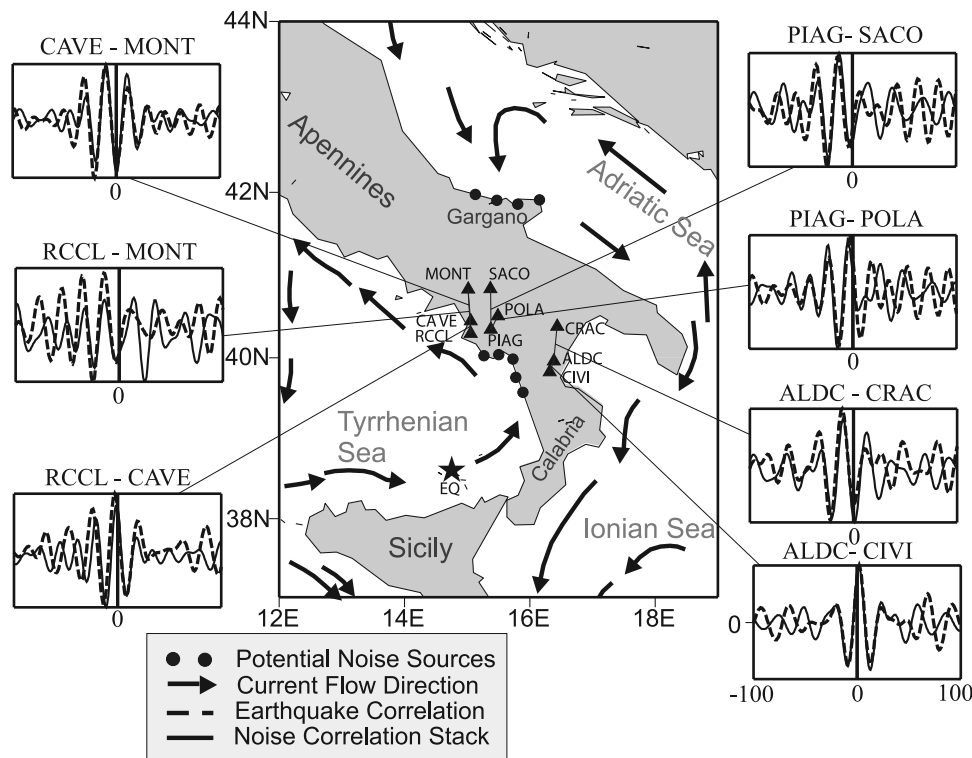 CAVE - MONT
0
RCCL - MONT
0
RCCL - CAVE
0
44N
42N
40N
38N
12E
14E
16E
18E
Apennines
Gargano
Adriatic Sea
MONT
SACO
POLA
CAVE
RCCL
PIAG
CRAC
ALDC
CIVI
Tyrrhenian
Sea
EQ
Calabria
Sicily
Ionian Sea
PIAG- SACO
0
PIAG- POLA
0
ALDC - CRAC
0
ALDC- CIVI
0
-100
0
100
Potential Noise Sources
Current Flow Direction
Earthquake Correlation
Noise Correlation Stack